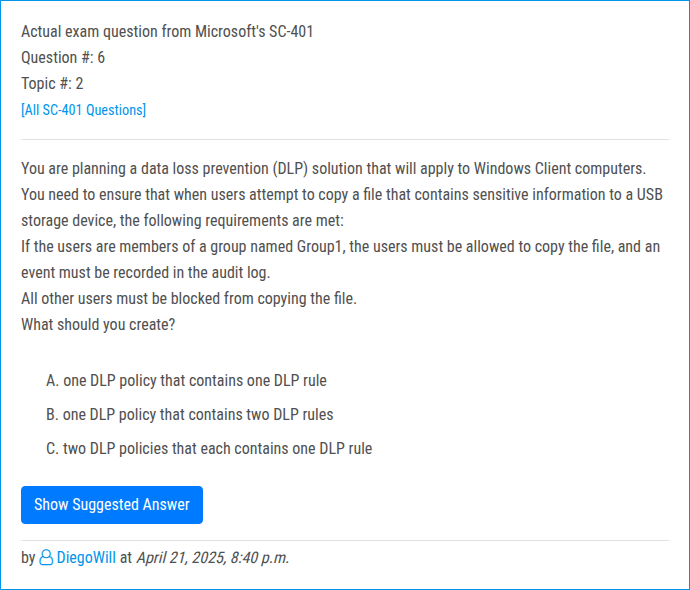 Actual exam question from Microsoft's SC-401
Question #: 6
Topic #: 2
[All SC-401 Questions]
You are planning a data loss prevention (DLP) solution that will apply to Windows Client computers.
You need to ensure that when users attempt to copy a file that contains sensitive information to a USB
storage device, the following requirements are met:
If the users are members of a group named Group1, the users must be allowed to copy the file, and an
event must be recorded in the audit log.
All other users must be blocked from copying the file.
What should you create?
A. one DLP policy that contains one DLP rule
B. one DLP policy that contains two DLP rules
C. two DLP policies that each contains one DLP rule
Show Suggested Answer
by DiegoWill at April 21, 2025, 8:40 p.m.